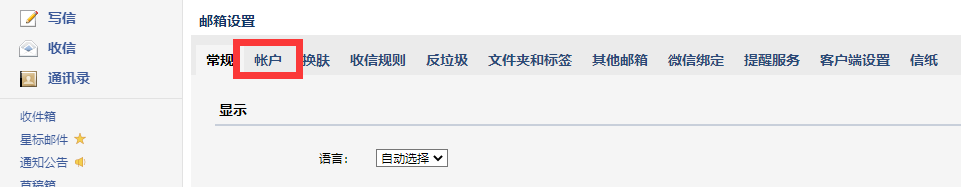 写信
收信
通讯录
收件箱
星标邮件
通知公告
草稿箱
邮箱设置
常规 帐户 换肤 收信规则 反垃圾 文件夹和标签 其他邮箱 微信绑定 提醒服务 客户端设置 信纸
显示
语言： 自动选择